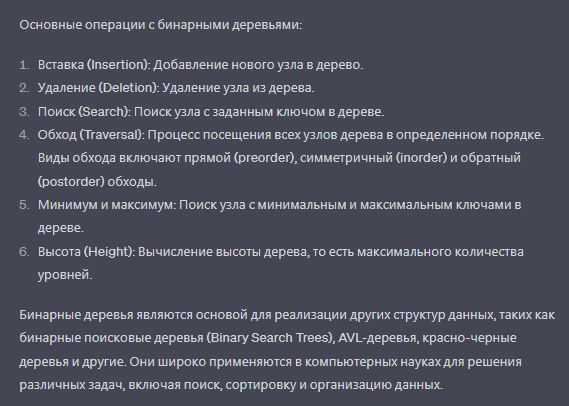 Основные операции с бинарными деревьями:
1. Вставка (Insertion): Добавление нового узла в дерево.
2. Удаление (Deletion): Удаление узла из дерева.
3. Поиск (Search): Поиск узла с заданным ключом в дереве.
4. Обход (Traversal): Процесс посещения всех узлов дерева в определенном порядке.
Виды обхода включают прямой (preorder), симметричный (inorder) и обратный
(postorder) обходы.
5. Минимум и максимум: Поиск узла с минимальным и максимальным ключами в
дереве.
6. Высота (Height): Вычисление высоты дерева, то есть максимального количества
уровней.
Бинарные деревья являются основой для реализации других структур данных, таких как
бинарные поисковые деревья (Binary Search Trees), AVL-деревья, красно-черные
деревья и другие. Они широко применяются в компьютерных науках для решения
различных задач, включая поиск, сортировку и организацию данных.